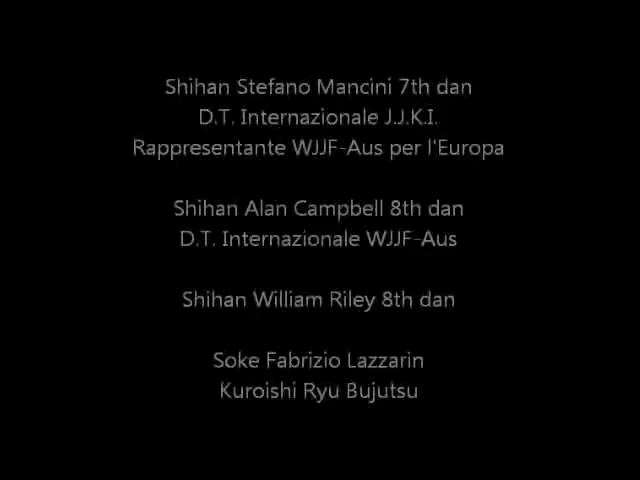 Shihan Stefano Mancini 7th dan
D.T. Internazionale J.J.K.I.
Rappresentante WJJF-Aus per l'Europa
Shihan Alan Campbell 8th dan
D.T. Internazionale WJJF-Aus
Shihan William Riley 8th dan
Soke Fabrizio Lazzarin
Kuroishi Ryu Bujutsu